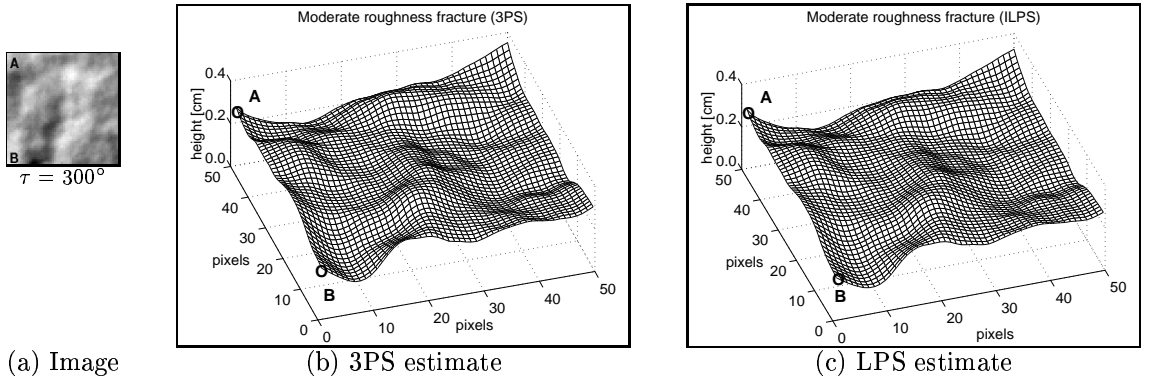 A
B
τ = 300°
(a) Image
Moderate roughness fracture (3PS)
height [cm]
0.4
0.2
0.0
A
B
50
40
30
20
10
0
pixels
0
10
20
30
40
50
pixels
(b) 3PS estimate
Moderate roughness fracture (ILPS)
height [cm]
0.4
0.2
0.0
A
B
50
40
30
20
10
0
pixels
0
10
20
30
40
50
pixels
(c) LPS estimate